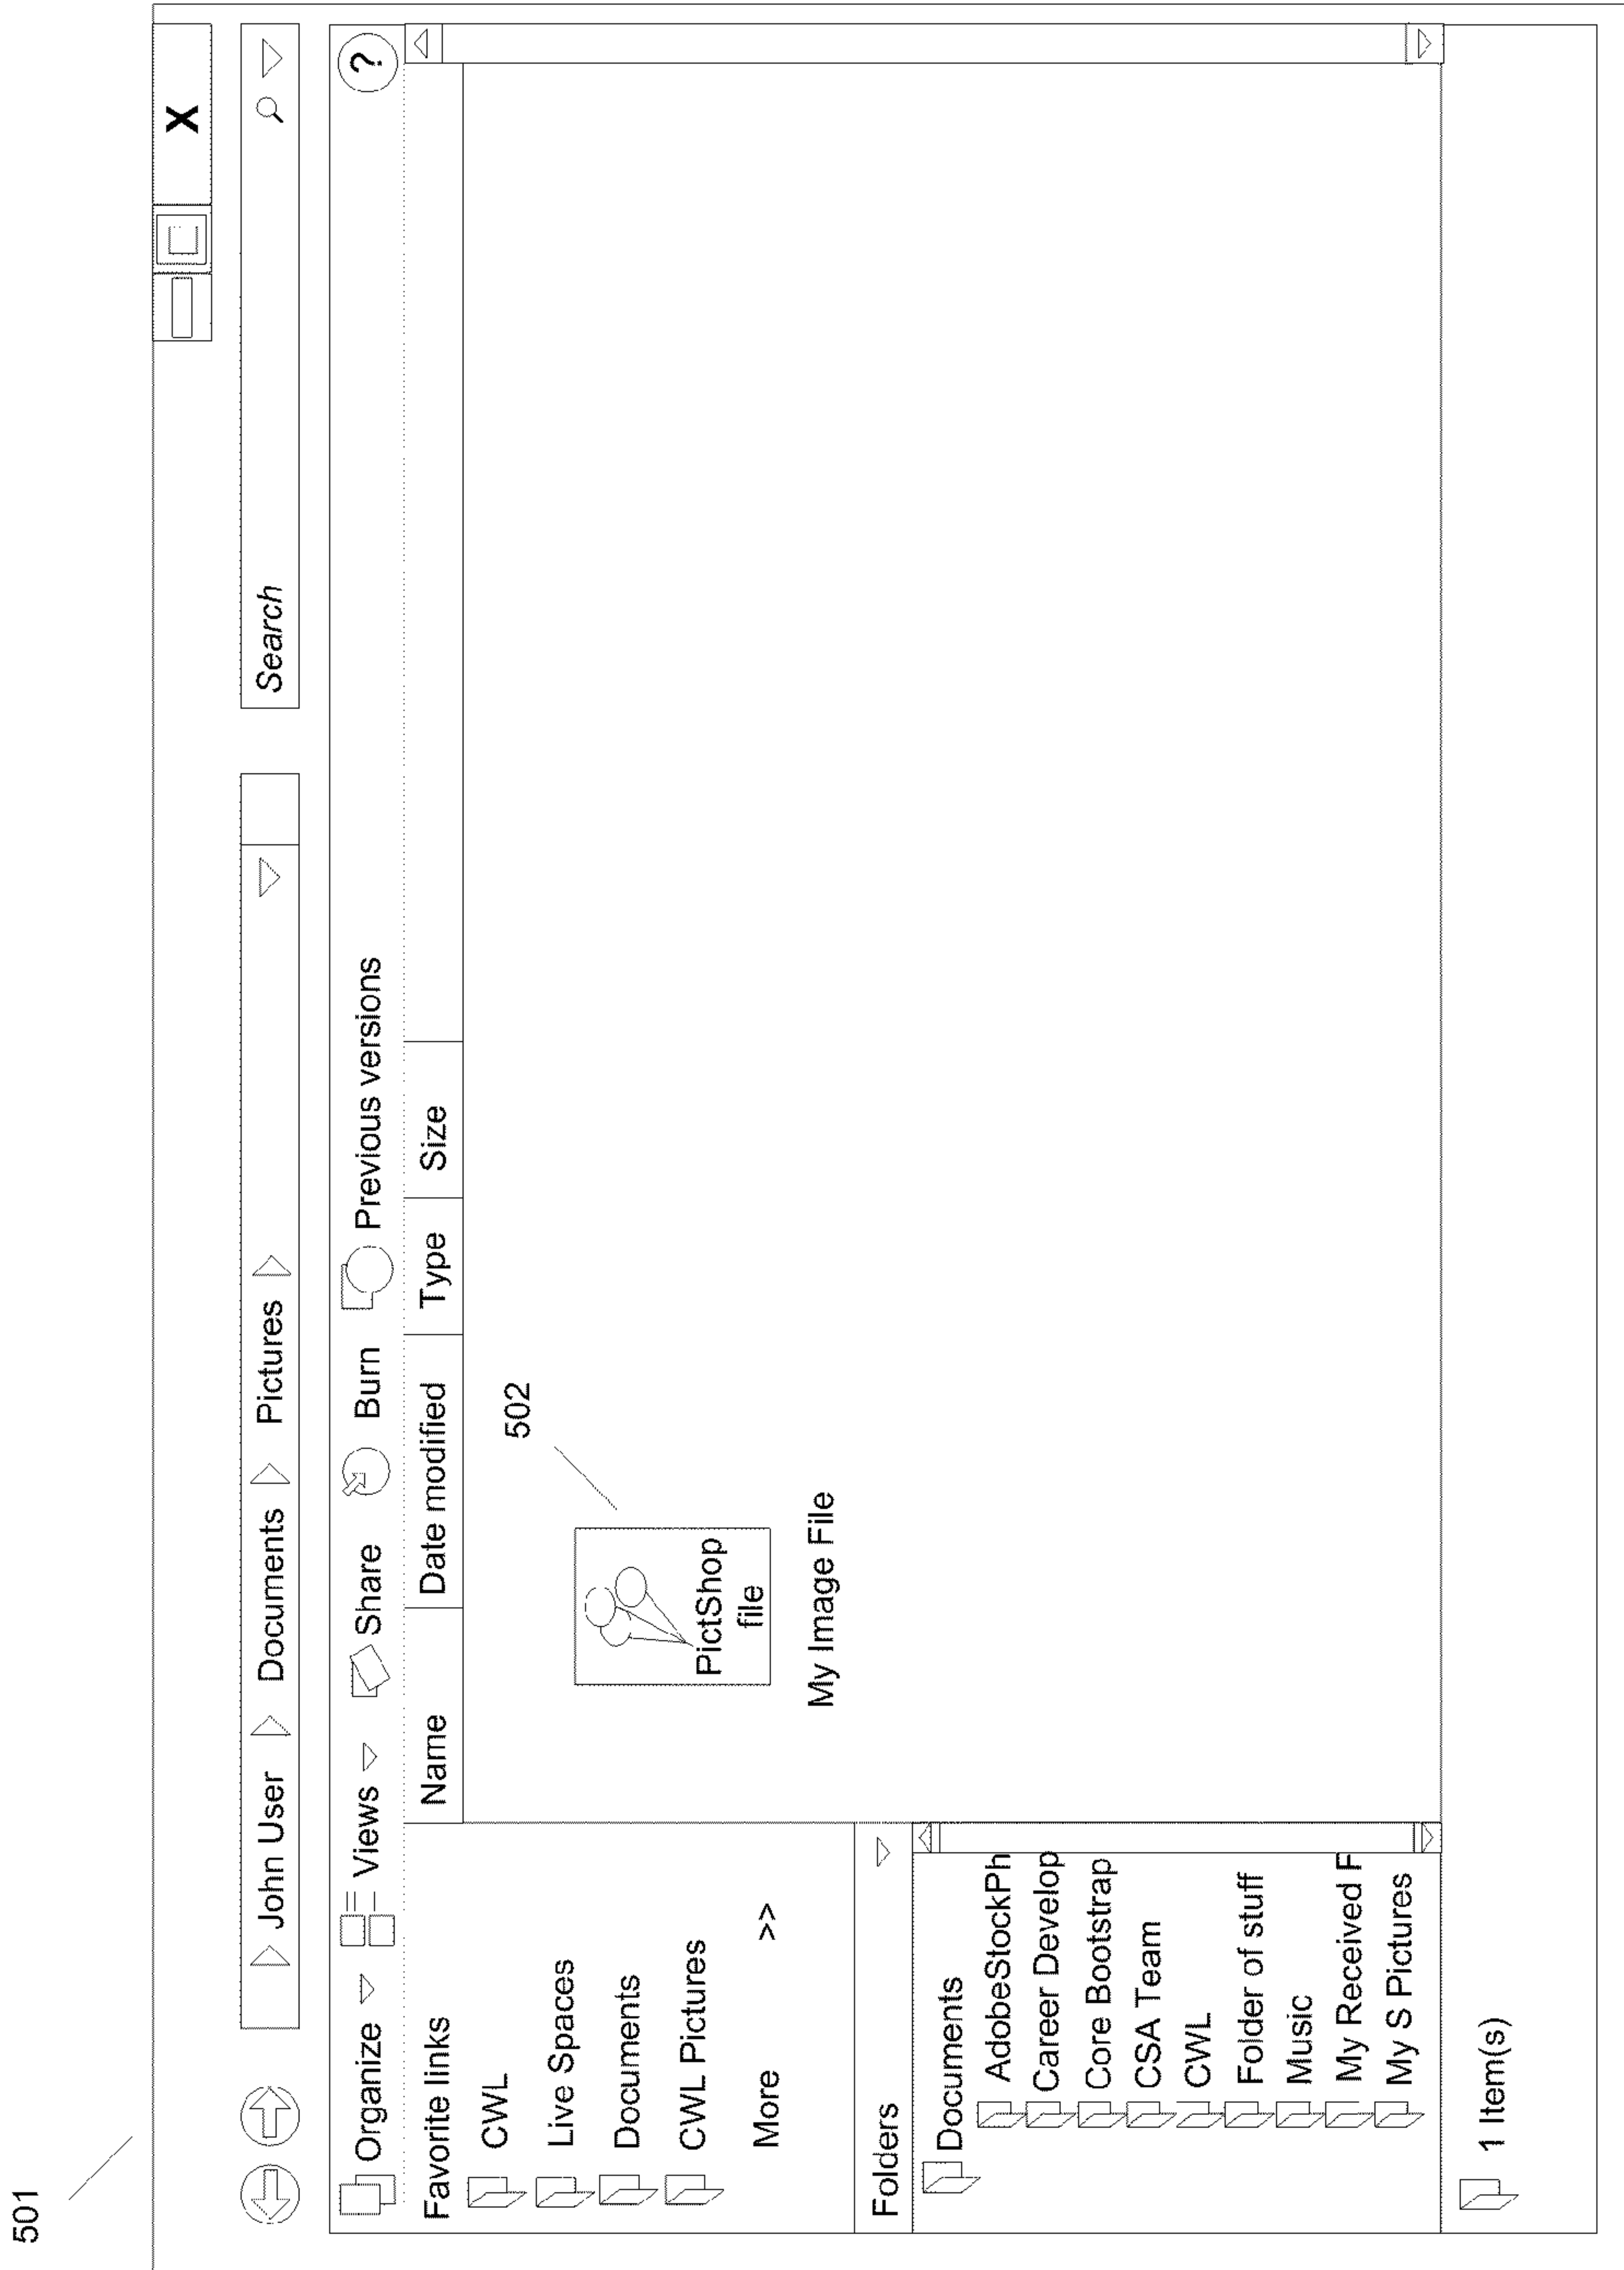 501
X
John User Documents Pictures
Search
Organize Views Share Burn Previous versions ?
Favorite links
Name Date modified Type Size
CWL
Live Spaces
Documents
CWL Pictures
More >>
502
PictShop
file
My Image File
Folders
Documents
AdobeStockPh
Career Develop
Core Bootstrap
CSA Team
CWL
Folder of stuff
Music
My Received F
My S Pictures
1 Item(s)